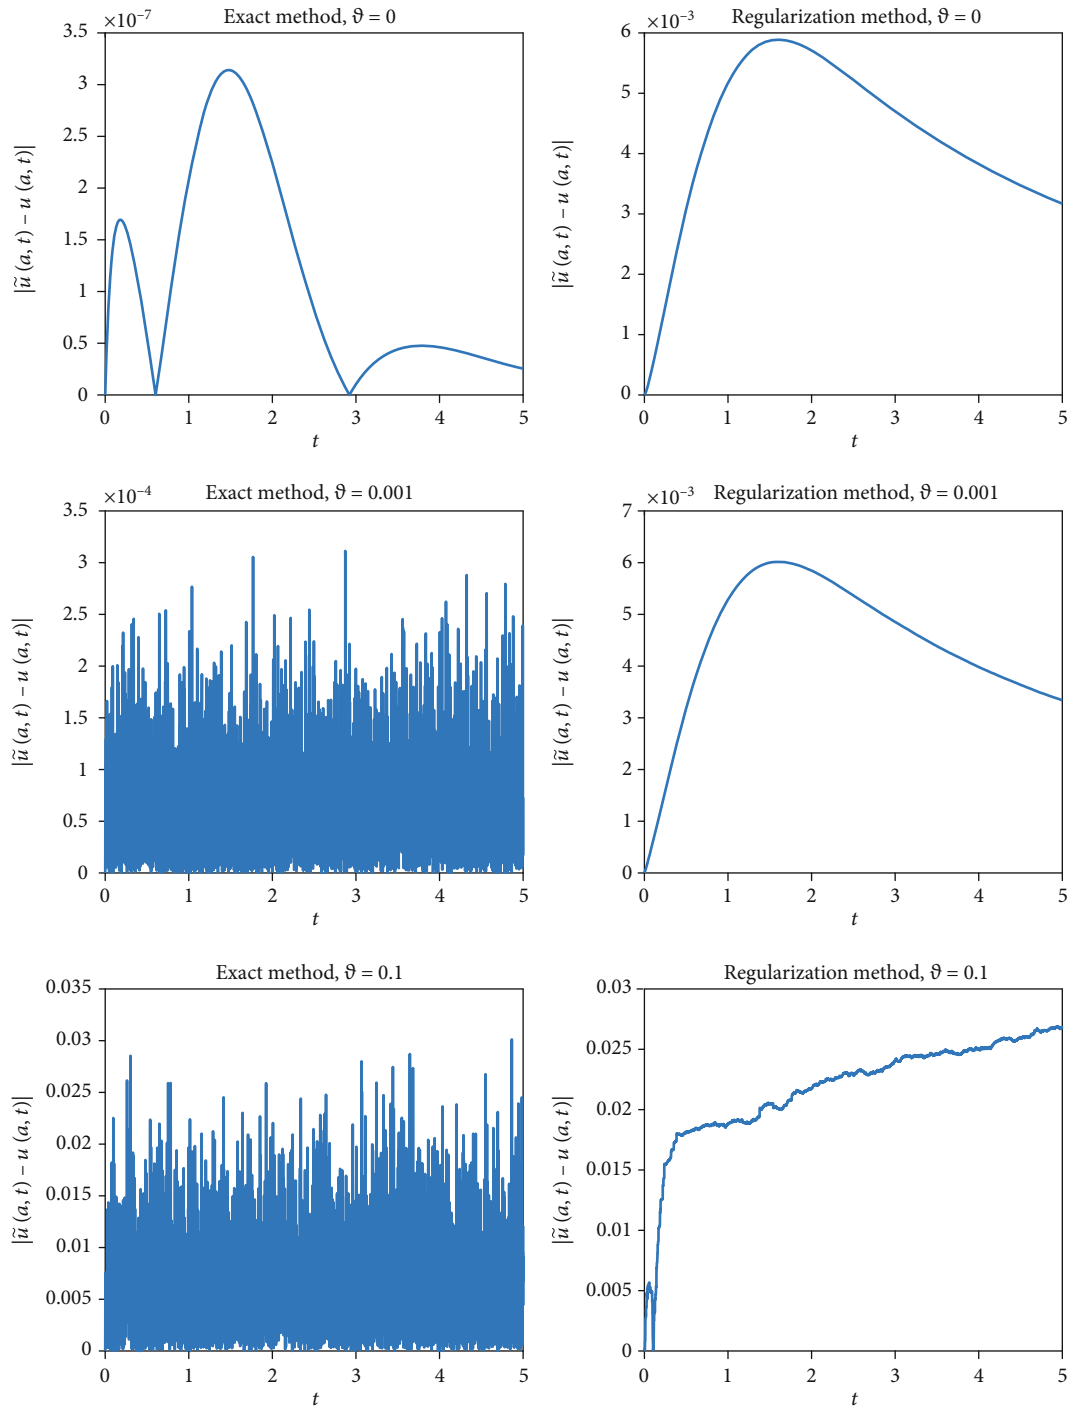 Exact method, ϑ = 0
×10⁻⁷
3.5
3
2.5
2
1.5
1
0.5
0
|ũ (a, t) – u (a, t)|
0 1 2 3 4 5
t
Regularization method, ϑ = 0
×10⁻³
6
5
4
3
2
1
0
|ũ (a, t) – u (a, t)|
0 1 2 3 4 5
t
Exact method, ϑ = 0.001
×10⁻⁴
3.5
3
2.5
2
1.5
1
0.5
0
|ũ (a, t) – u (a, t)|
0 1 2 3 4 5
t
Regularization method, ϑ = 0.001
×10⁻³
7
6
5
4
3
2
1
0
|ũ (a, t) – u (a, t)|
0 1 2 3 4 5
t
Exact method, ϑ = 0.1
0.035
0.03
0.025
0.02
0.015
0.01
0.005
0
|ũ (a, t) – u (a, t)|
0 1 2 3 4 5
t
Regularization method, ϑ = 0.1
0.03
0.025
0.02
0.015
0.01
0.005
0
|ũ (a, t) – u (a, t)|
0 1 2 3 4 5
t